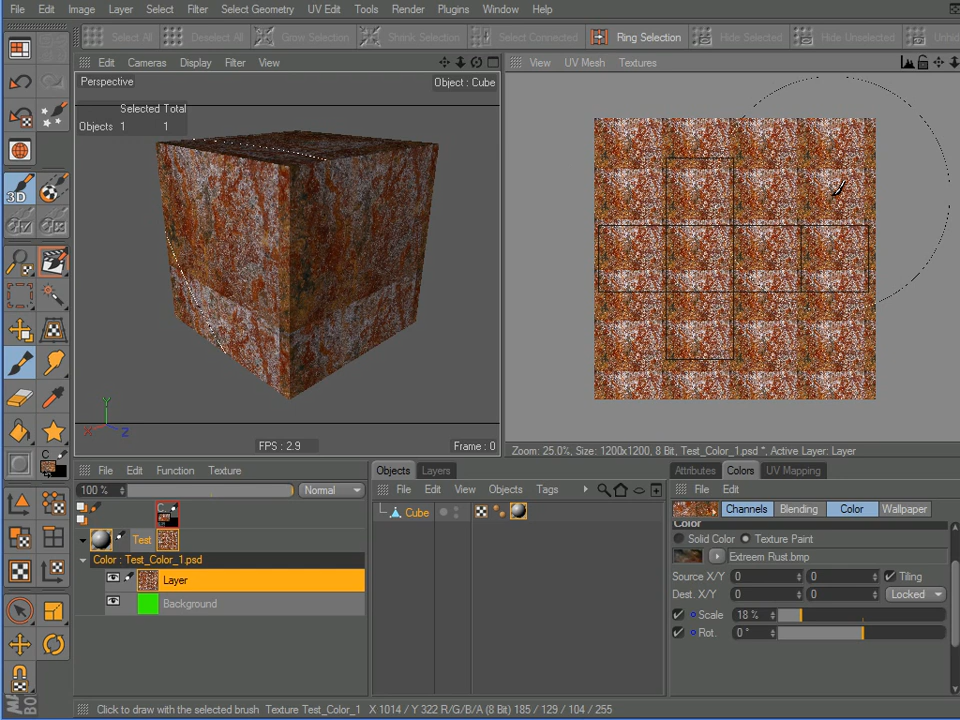 File Edit Image Layer Select Filter Select Geometry UV Edit Tools Render Plugins Window Help
Select All Deselect All Grow Selection Shrink Selection Select Connected Ring Selection Hide Selected Hide Unselected
Edit Cameras Display Filter View
View UV Mesh Textures
Perspective
Object : Cube
Selected Total
Objects 1 1
3D
Y
X Z
FPS : 2.9
Frame : 0
Zoom: 25.0%, Size: 1200x1200, 8 Bit, Test_Color_1.psd *, Active Layer: Layer
File Edit Function Texture
Objects Layers
Attributes Colors UV Mapping
100 %
Normal
File Edit View Objects Tags
File Edit
Channels Blending Color Wallpaper
Cube
Color
Solid Color Texture Paint
Test
Color : Test_Color_1.psd
Extreem Rust.bmp
Layer
Source X/Y 0 0 Tiling
Dest. X/Y 0 0 Locked
Background
Scale 18 %
Rot. 0 °
Click to draw with the selected brush Texture Test_Color_1 X 1014 / Y 322 R/G/B/A (8 Bit) 185 / 129 / 104 / 255